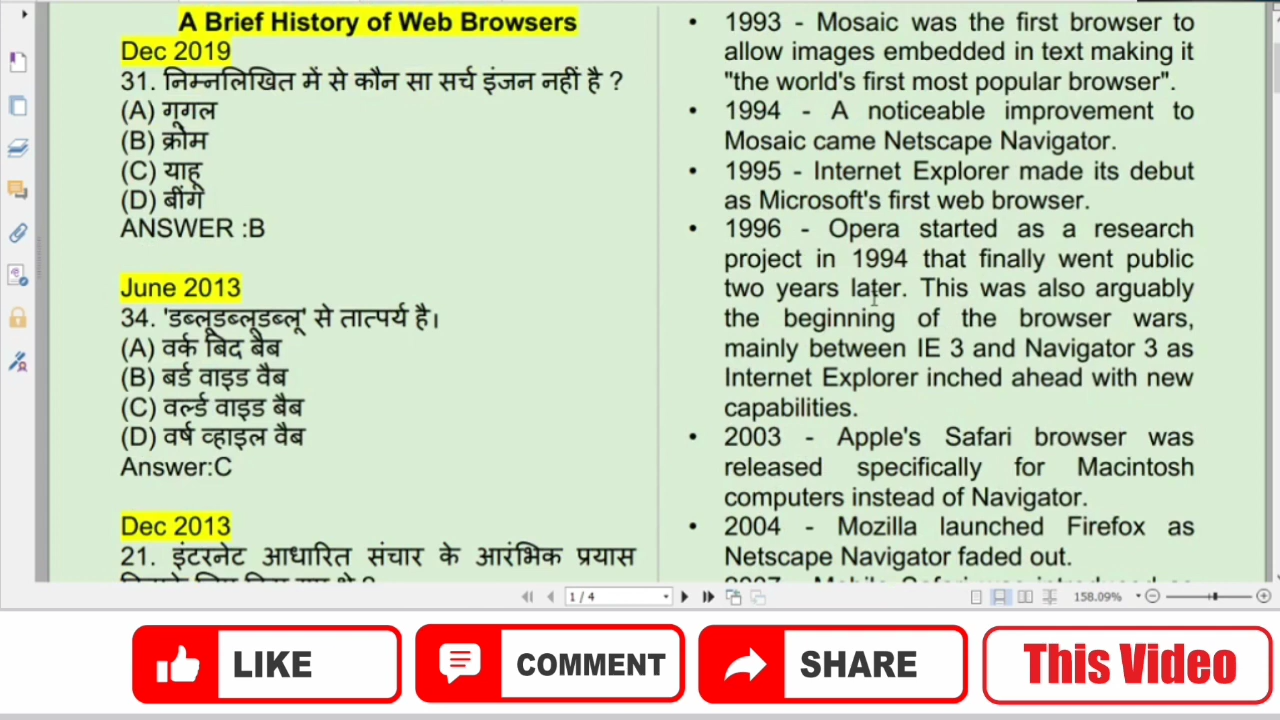 A Brief History of Web Browsers
Dec 2019
31. निम्नलिखित में से कौन सा सर्च इंजन नहीं है ?
(A) गूगल
(B) क्रोम
(C) याहू
(D) बींग
ANSWER :B
June 2013
34. 'डब्लूडब्लूडब्लू' से तात्पर्य है।
(A) वर्क बिद बैब
(B) बर्ड वाइड वैब
(C) वर्ल्ड वाइड बैब
(D) वर्ष व्हाइल वैब
Answer:C
Dec 2013
21. इंटरनेट आधारित संचार के आरंभिक प्रयास
• 1993 - Mosaic was the first browser to
allow images embedded in text making it
"the world's first most popular browser".
• 1994 - A noticeable improvement to
Mosaic came Netscape Navigator.
• 1995 - Internet Explorer made its debut
as Microsoft's first web browser.
• 1996 - Opera started as a research
project in 1994 that finally went public
two years later. This was also arguably
the beginning of the browser wars,
mainly between IE 3 and Navigator 3 as
Internet Explorer inched ahead with new
capabilities.
• 2003 - Apple's Safari browser was
released specifically for Macintosh
computers instead of Navigator.
• 2004 - Mozilla launched Firefox as
Netscape Navigator faded out.
1 / 4
158.09%
LIKE
COMMENT
SHARE
This Video